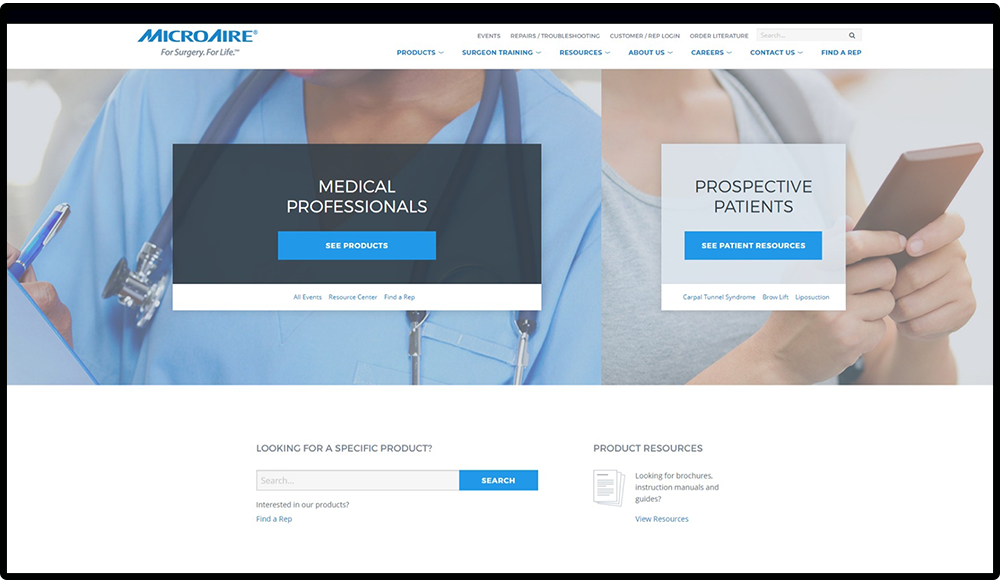 MICROAIRE®
For Surgery. For Life.™
EVENTS REPAIRS / TROUBLESHOOTING CUSTOMER / REP LOGIN ORDER LITERATURE Search...
PRODUCTS SURGEON TRAINING RESOURCES ABOUT US CAREERS CONTACT US FIND A REP
MEDICAL
PROFESSIONALS
SEE PRODUCTS
All Events Resource Center Find a Rep
PROSPECTIVE
PATIENTS
SEE PATIENT RESOURCES
Carpal Tunnel Syndrome Brow Lift Liposuction
LOOKING FOR A SPECIFIC PRODUCT?
Search... SEARCH
Interested in our products?
Find a Rep
PRODUCT RESOURCES
Looking for brochures,
instruction manuals and
guides?
View Resources